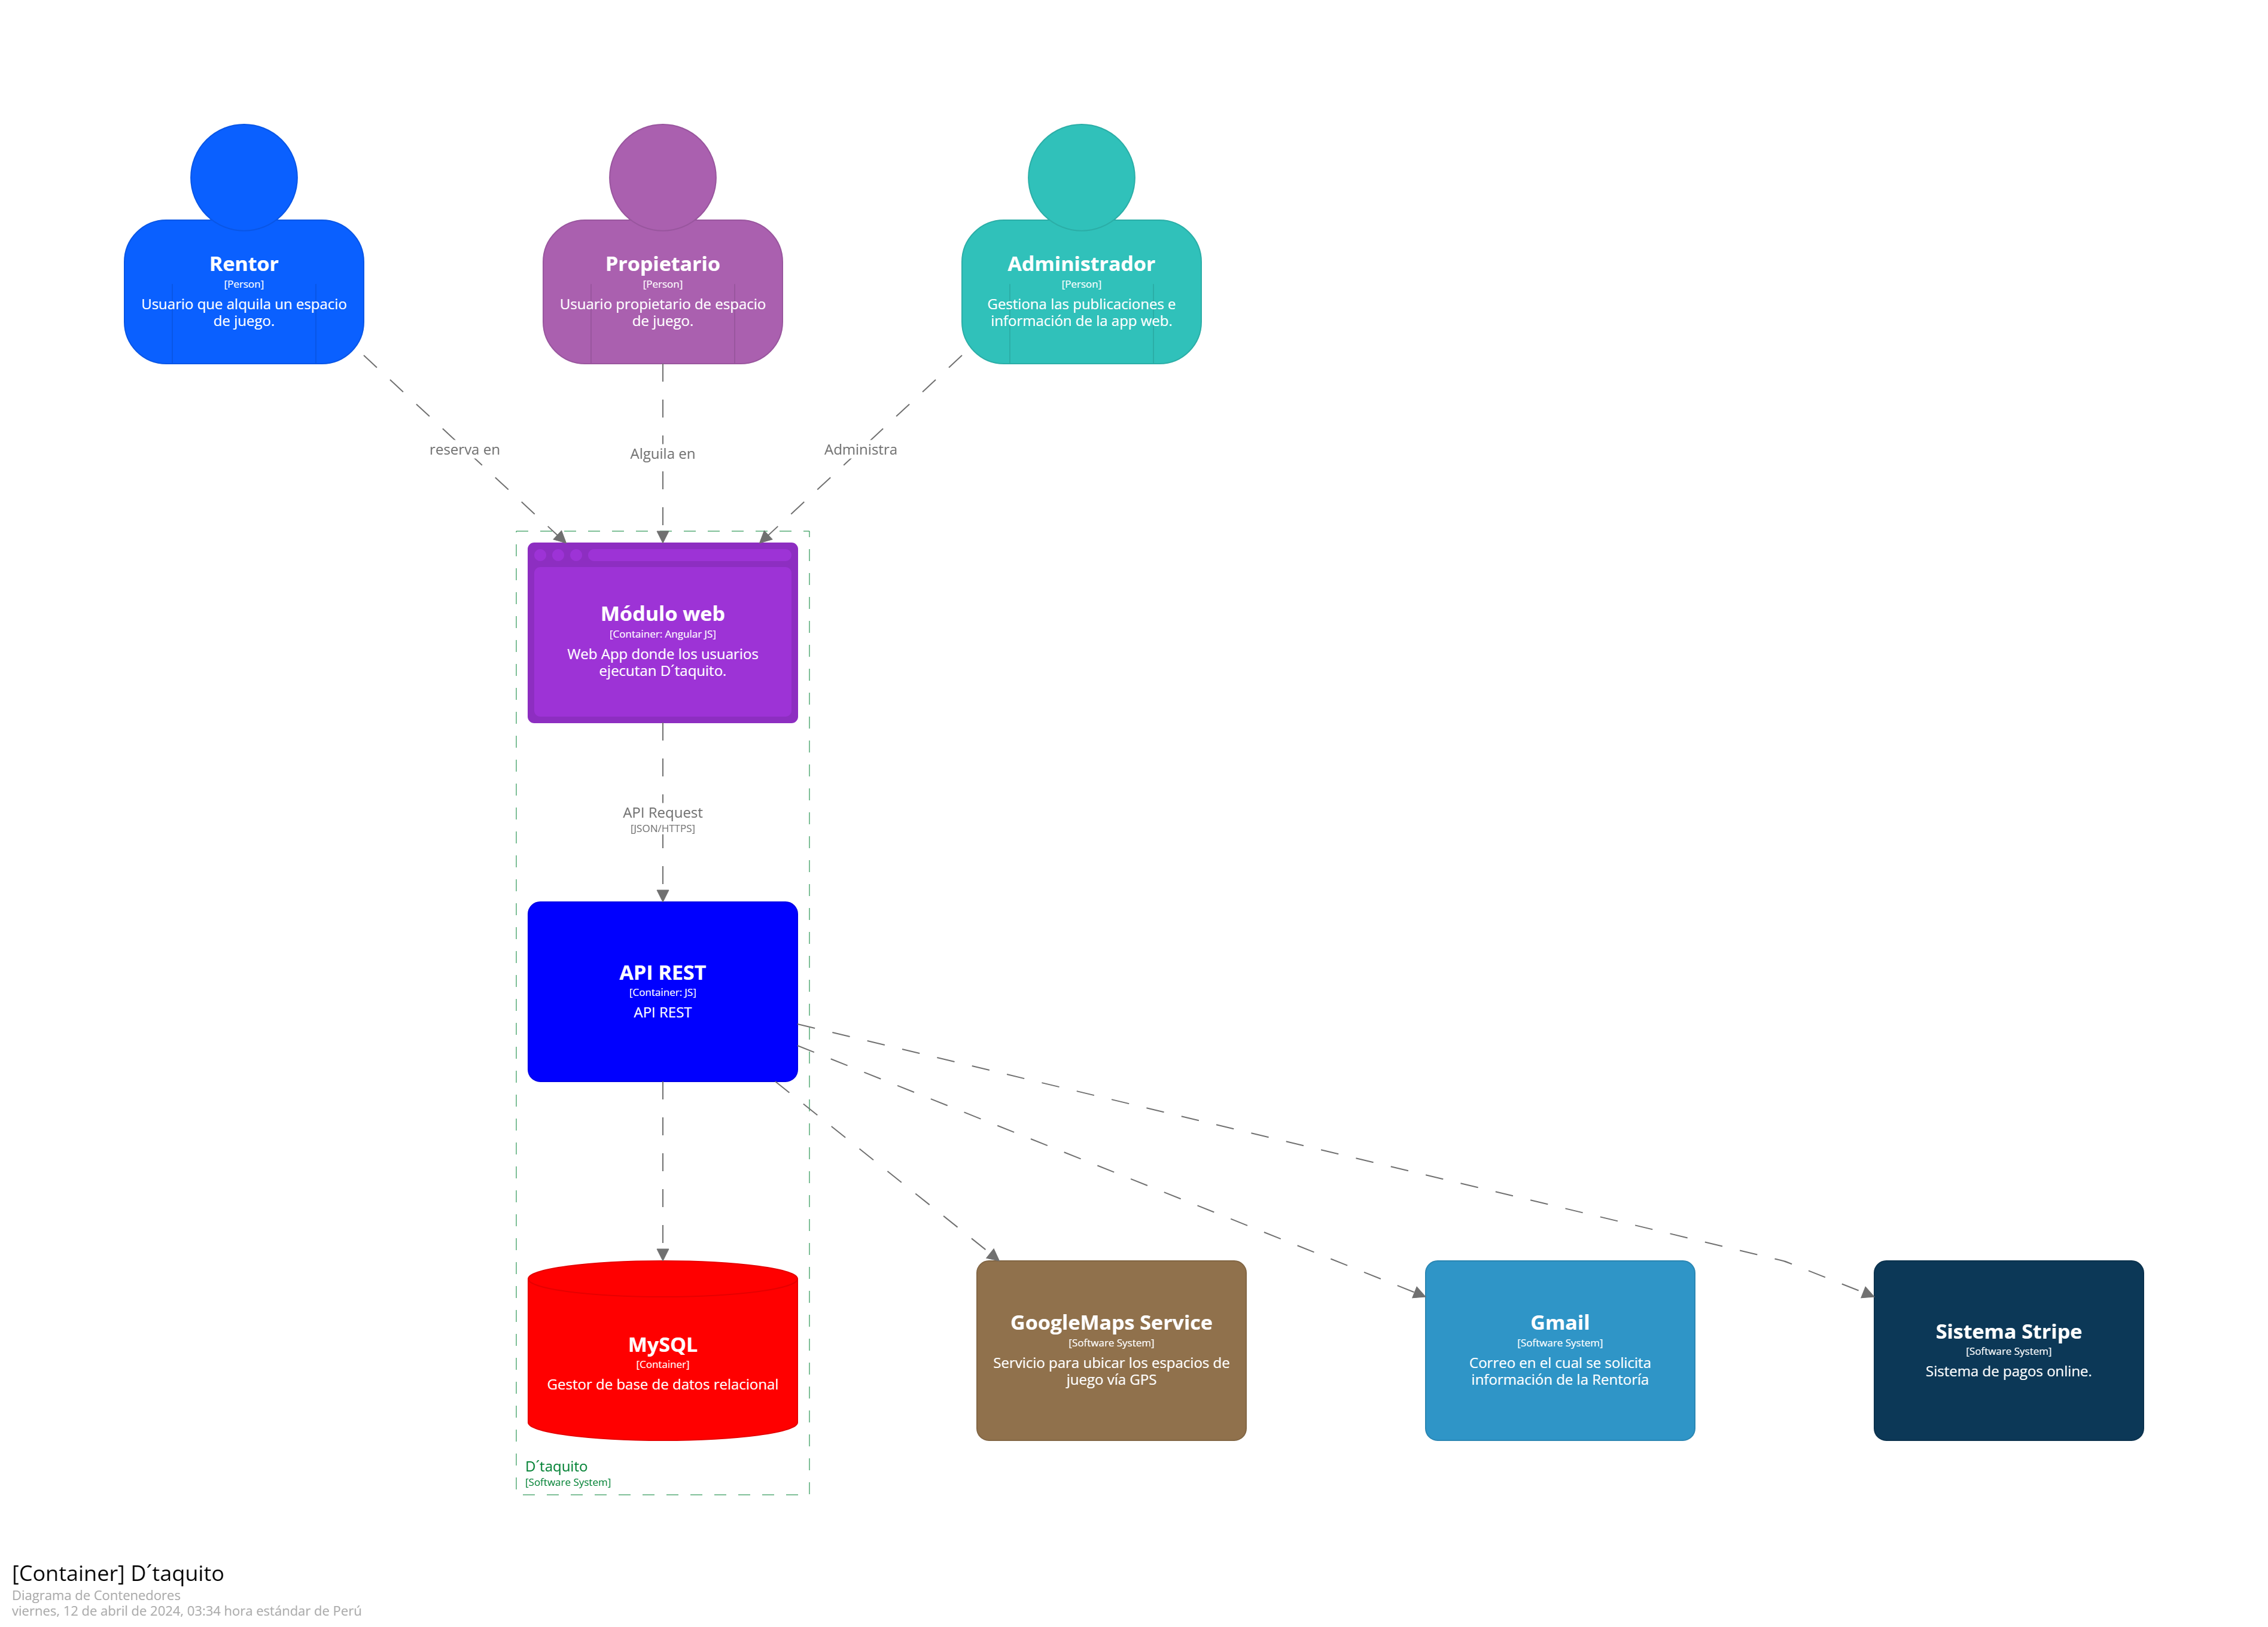 Rentor
[Person]
Usuario que alquila un espacio
de juego.
Propietario
[Person]
Usuario propietario de espacio
de juego.
Administrador
[Person]
Gestiona las publicaciones e
información de la app web.
reserva en
Alguila en
Administra
Módulo web
[Container: Angular JS]
Web App donde los usuarios
ejecutan D´taquito.
API Request
[JSON/HTTPS]
API REST
[Container: JS]
API REST
MySQL
[Container]
Gestor de base de datos relacional
GoogleMaps Service
[Software System]
Servicio para ubicar los espacios de
juego vía GPS
Gmail
[Software System]
Correo en el cual se solicita
información de la Rentoría
Sistema Stripe
[Software System]
Sistema de pagos online.
D´taquito
[Software System]
[Container] D´taquito
Diagrama de Contenedores
viernes, 12 de abril de 2024, 03:34 hora estándar de Perú